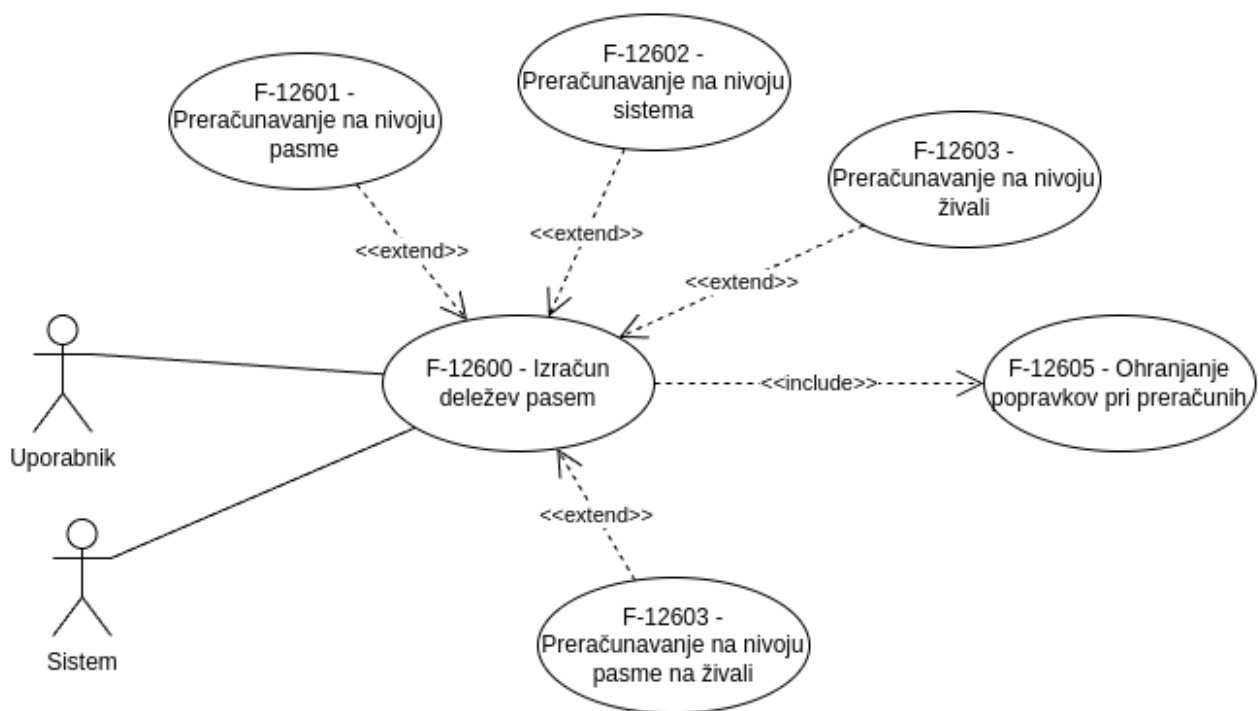 F-12602 -
Preračunavanje na nivoju
sistema
F-12601 -
Preračunavanje na nivoju
pasme
F-12603 -
Preračunavanje na nivoju
živali
<<extend>>
<<extend>>
<<extend>>
F-12600 - Izračun
deležev pasem
<<include>>
F-12605 - Ohranjanje
popravkov pri preračunih
Uporabnik
<<extend>>
F-12603 -
Preračunavanje na nivoju
pasme na živali
Sistem